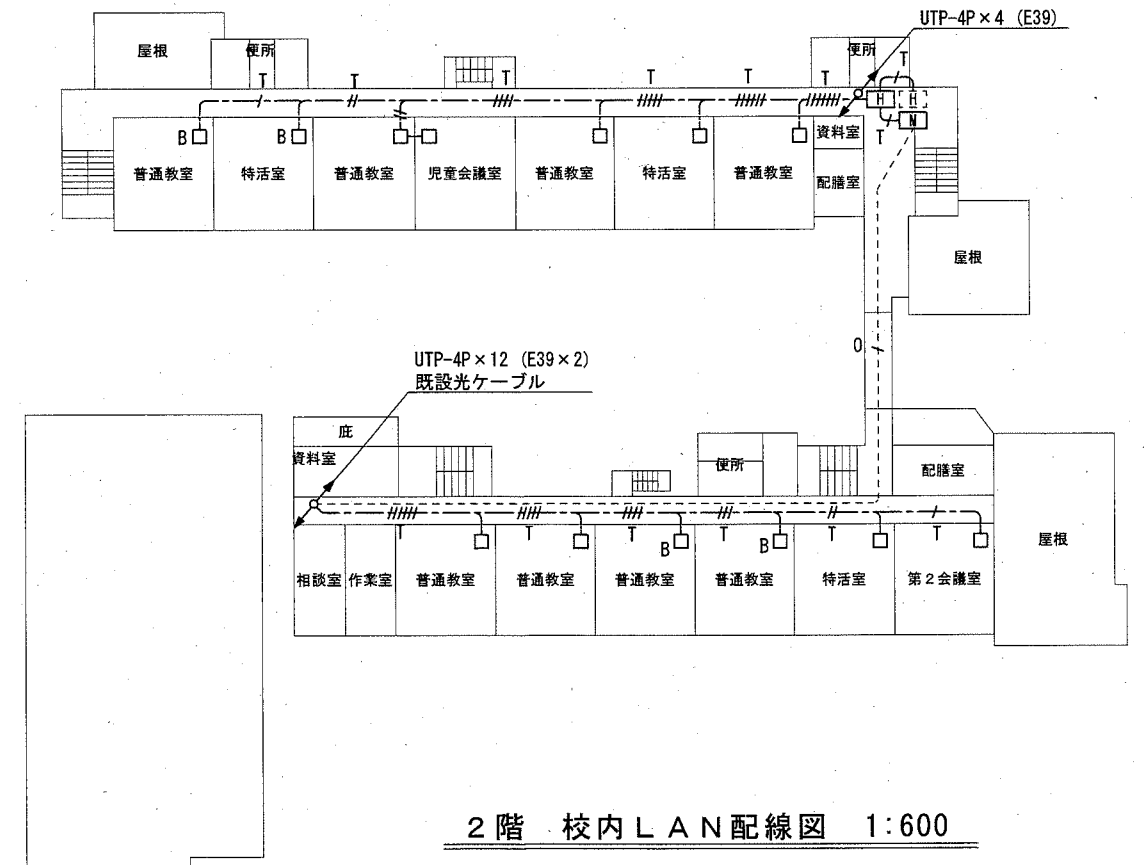 UTP-4P×4 (E39)
屋根
便所
便所
T
T
T
T
T
T
T
H
H
N
T
B
B
資料室
普通教室
特活室
普通教室
児童会議室
普通教室
特活室
普通教室
配膳室
屋根
O
UTP-4P×12 (E39×2)
既設光ケーブル
庇
資料室
便所
配膳室
T
T
T
T
T
T
B
B
屋根
相談室
作業室
普通教室
普通教室
普通教室
普通教室
特活室
第2会議室
2階 校内LAN配線図 1:600